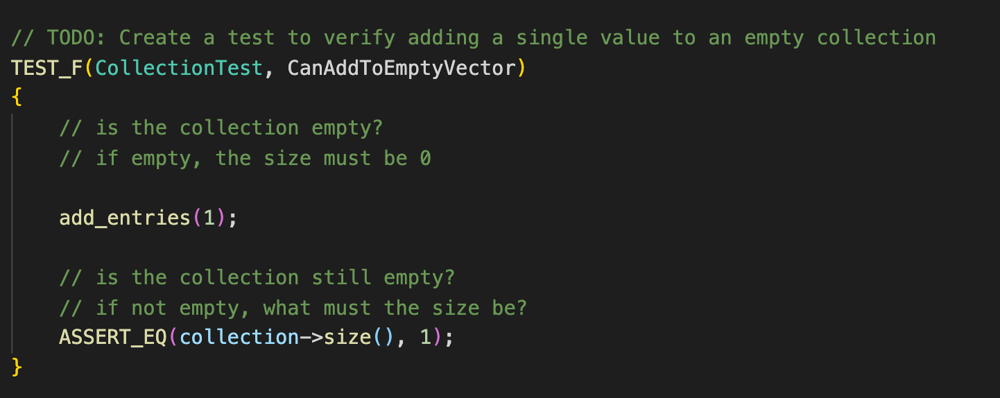 // TODO: Create a test to verify adding a single value to an empty collection
TEST_F(CollectionTest, CanAddToEmptyVector)
{
    // is the collection empty?
    // if empty, the size must be 0

    add_entries(1);

    // is the collection still empty?
    // if not empty, what must the size be?
    ASSERT_EQ(collection->size(), 1);
}